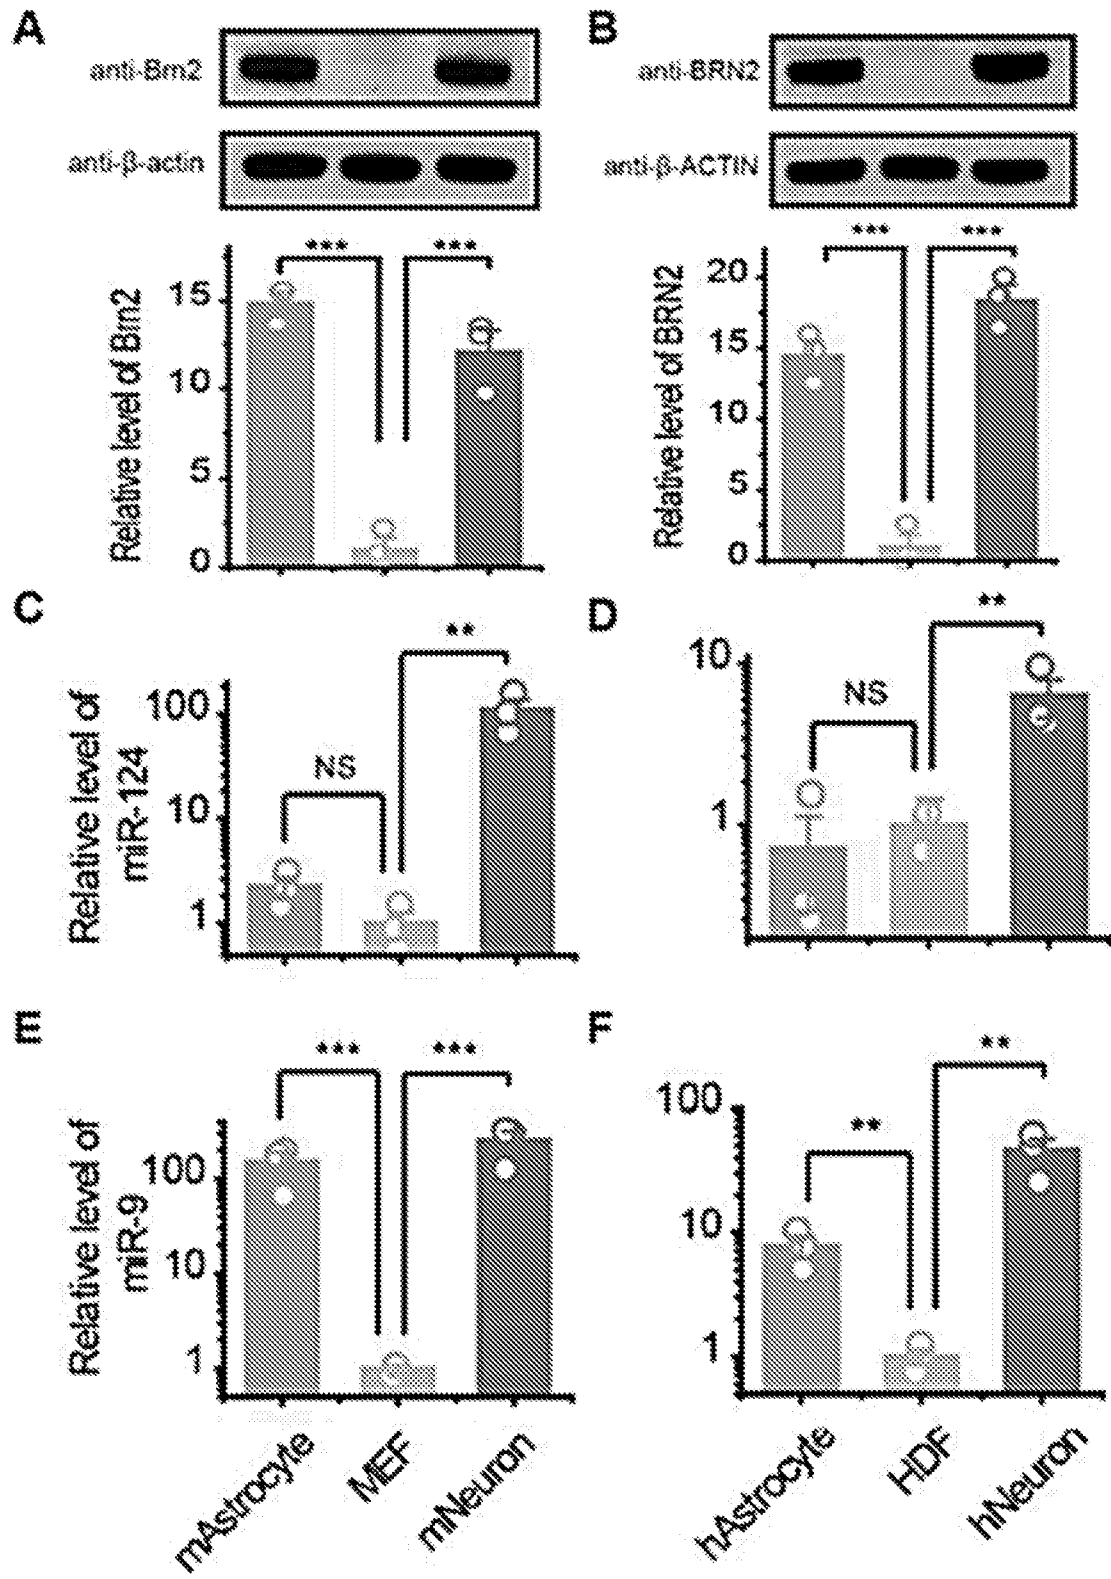 A
anti-Brn2
anti-β-actin
***
***
Relative level of Brn2
15
10
5
0
B
anti-BRN2
anti-β-ACTIN
***
***
Relative level of BRN2
20
15
10
5
0
C
**
NS
Relative level of
miR-124
100
10
1
D
**
NS
10
1
E
***
***
Relative level of
miR-9
100
10
1
mAstrocyte
MEF
mNeuron
F
**
**
100
10
1
hAstrocyte
HDF
hNeuron